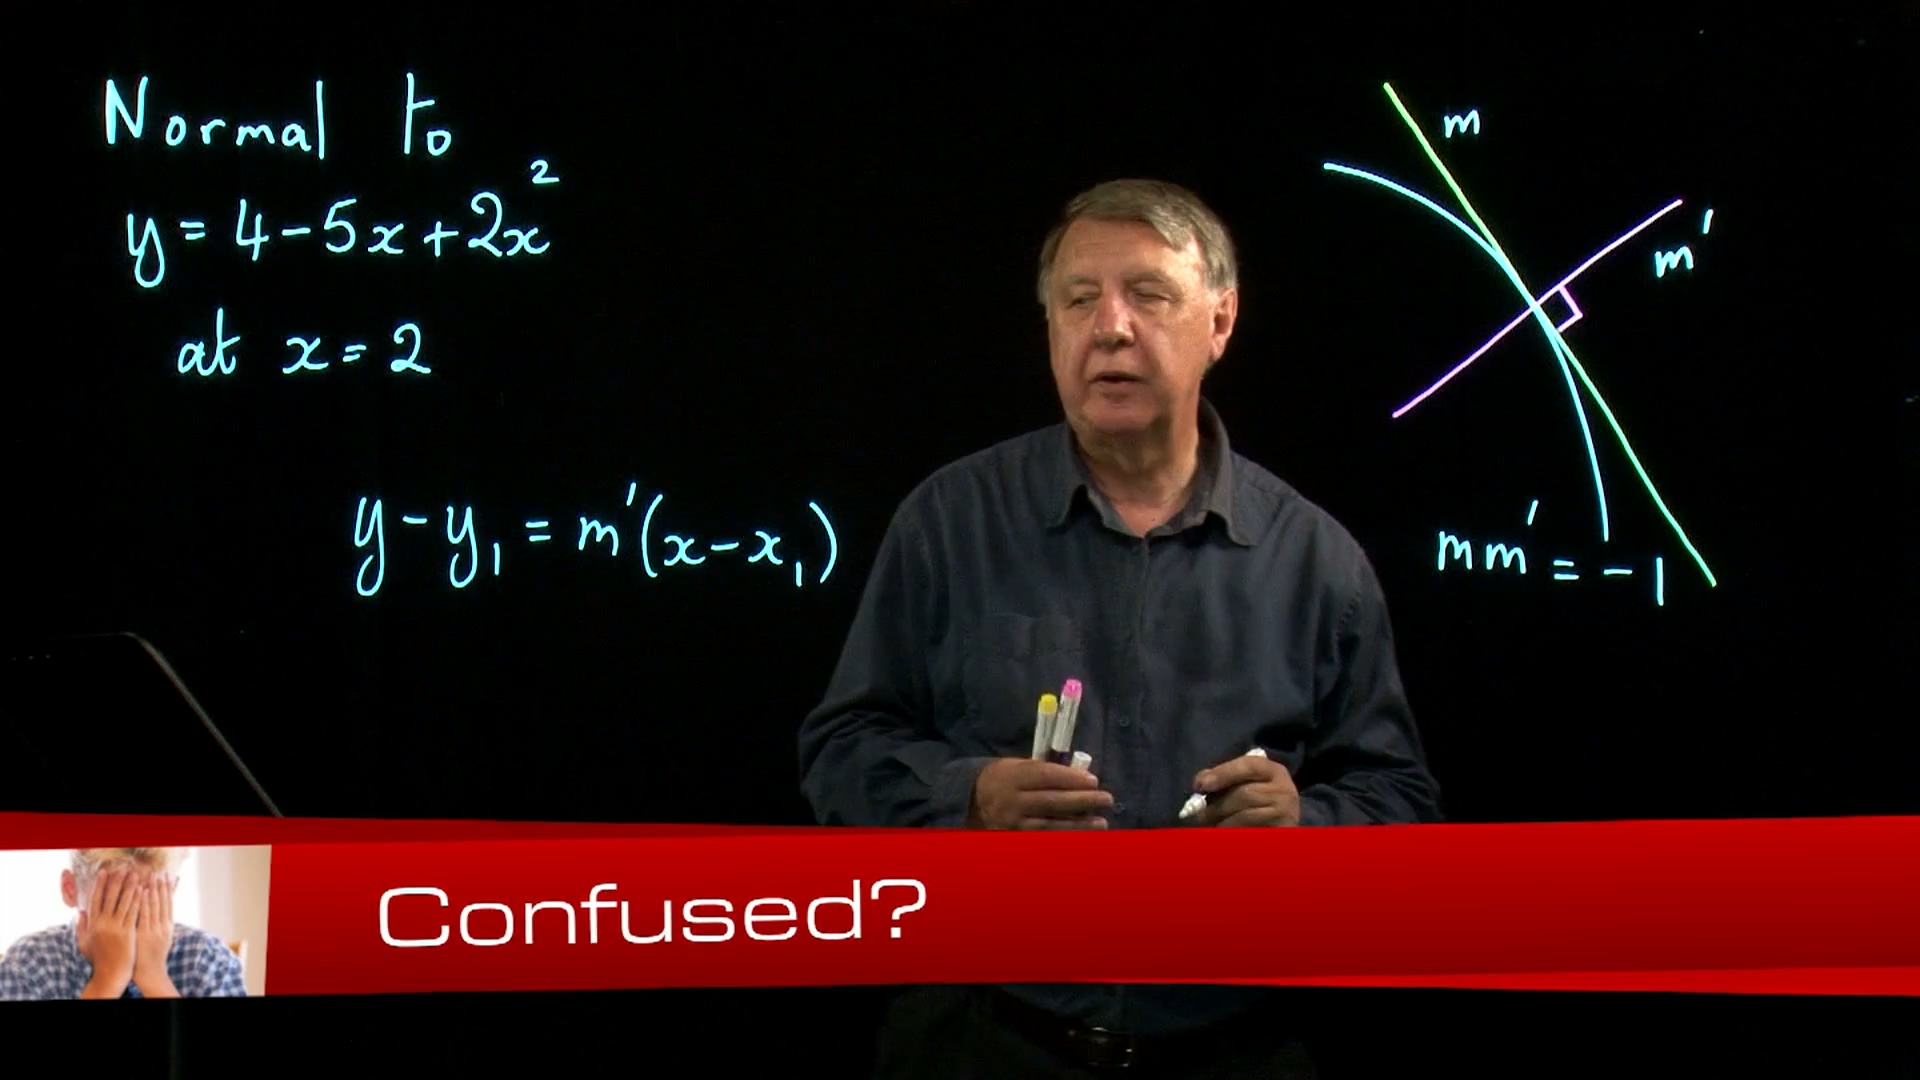 Normal to
y = 4 - 5x + 2x²
at x = 2
y - y₁ = m'(x - x₁)
m
m'
mm' = -1
Confused?